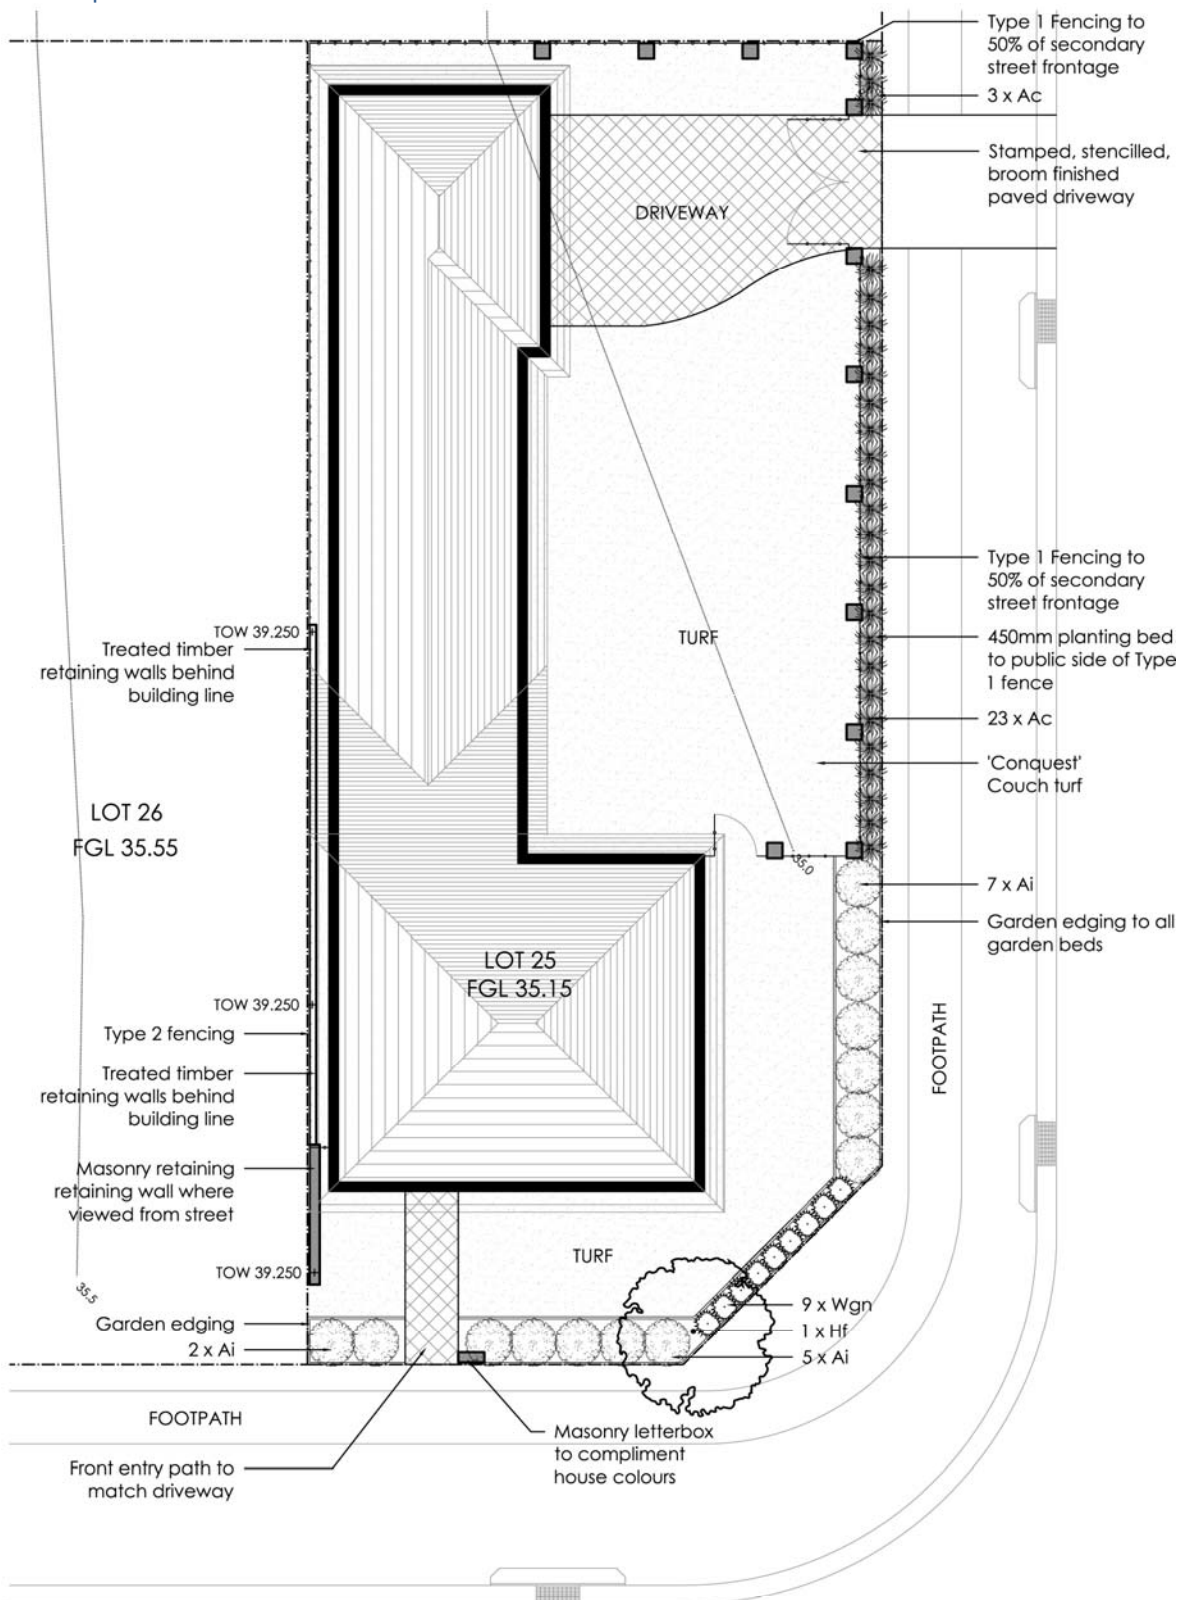 Type 1 Fencing to
50% of secondary
street frontage
3 x Ac
Stamped, stencilled,
broom finished
paved driveway
DRIVEWAY
Type 1 Fencing to
50% of secondary
street frontage
TOW 39.250
Treated timber
retaining walls behind
building line
TURF
450mm planting bed
to public side of Type
1 fence
23 x Ac
'Conquest'
Couch turf
LOT 26
FGL 35.55
35.0
7 x Ai
Garden edging to all
garden beds
LOT 25
FGL 35.15
TOW 39.250
Type 2 fencing
FOOTPATH
Treated timber
retaining walls behind
building line
Masonry retaining
retaining wall where
viewed from street
TURF
TOW 39.250
35.5
Garden edging
2 x Ai
9 x Wgn
1 x Hf
5 x Ai
FOOTPATH
Masonry letterbox
to compliment
house colours
Front entry path to
match driveway